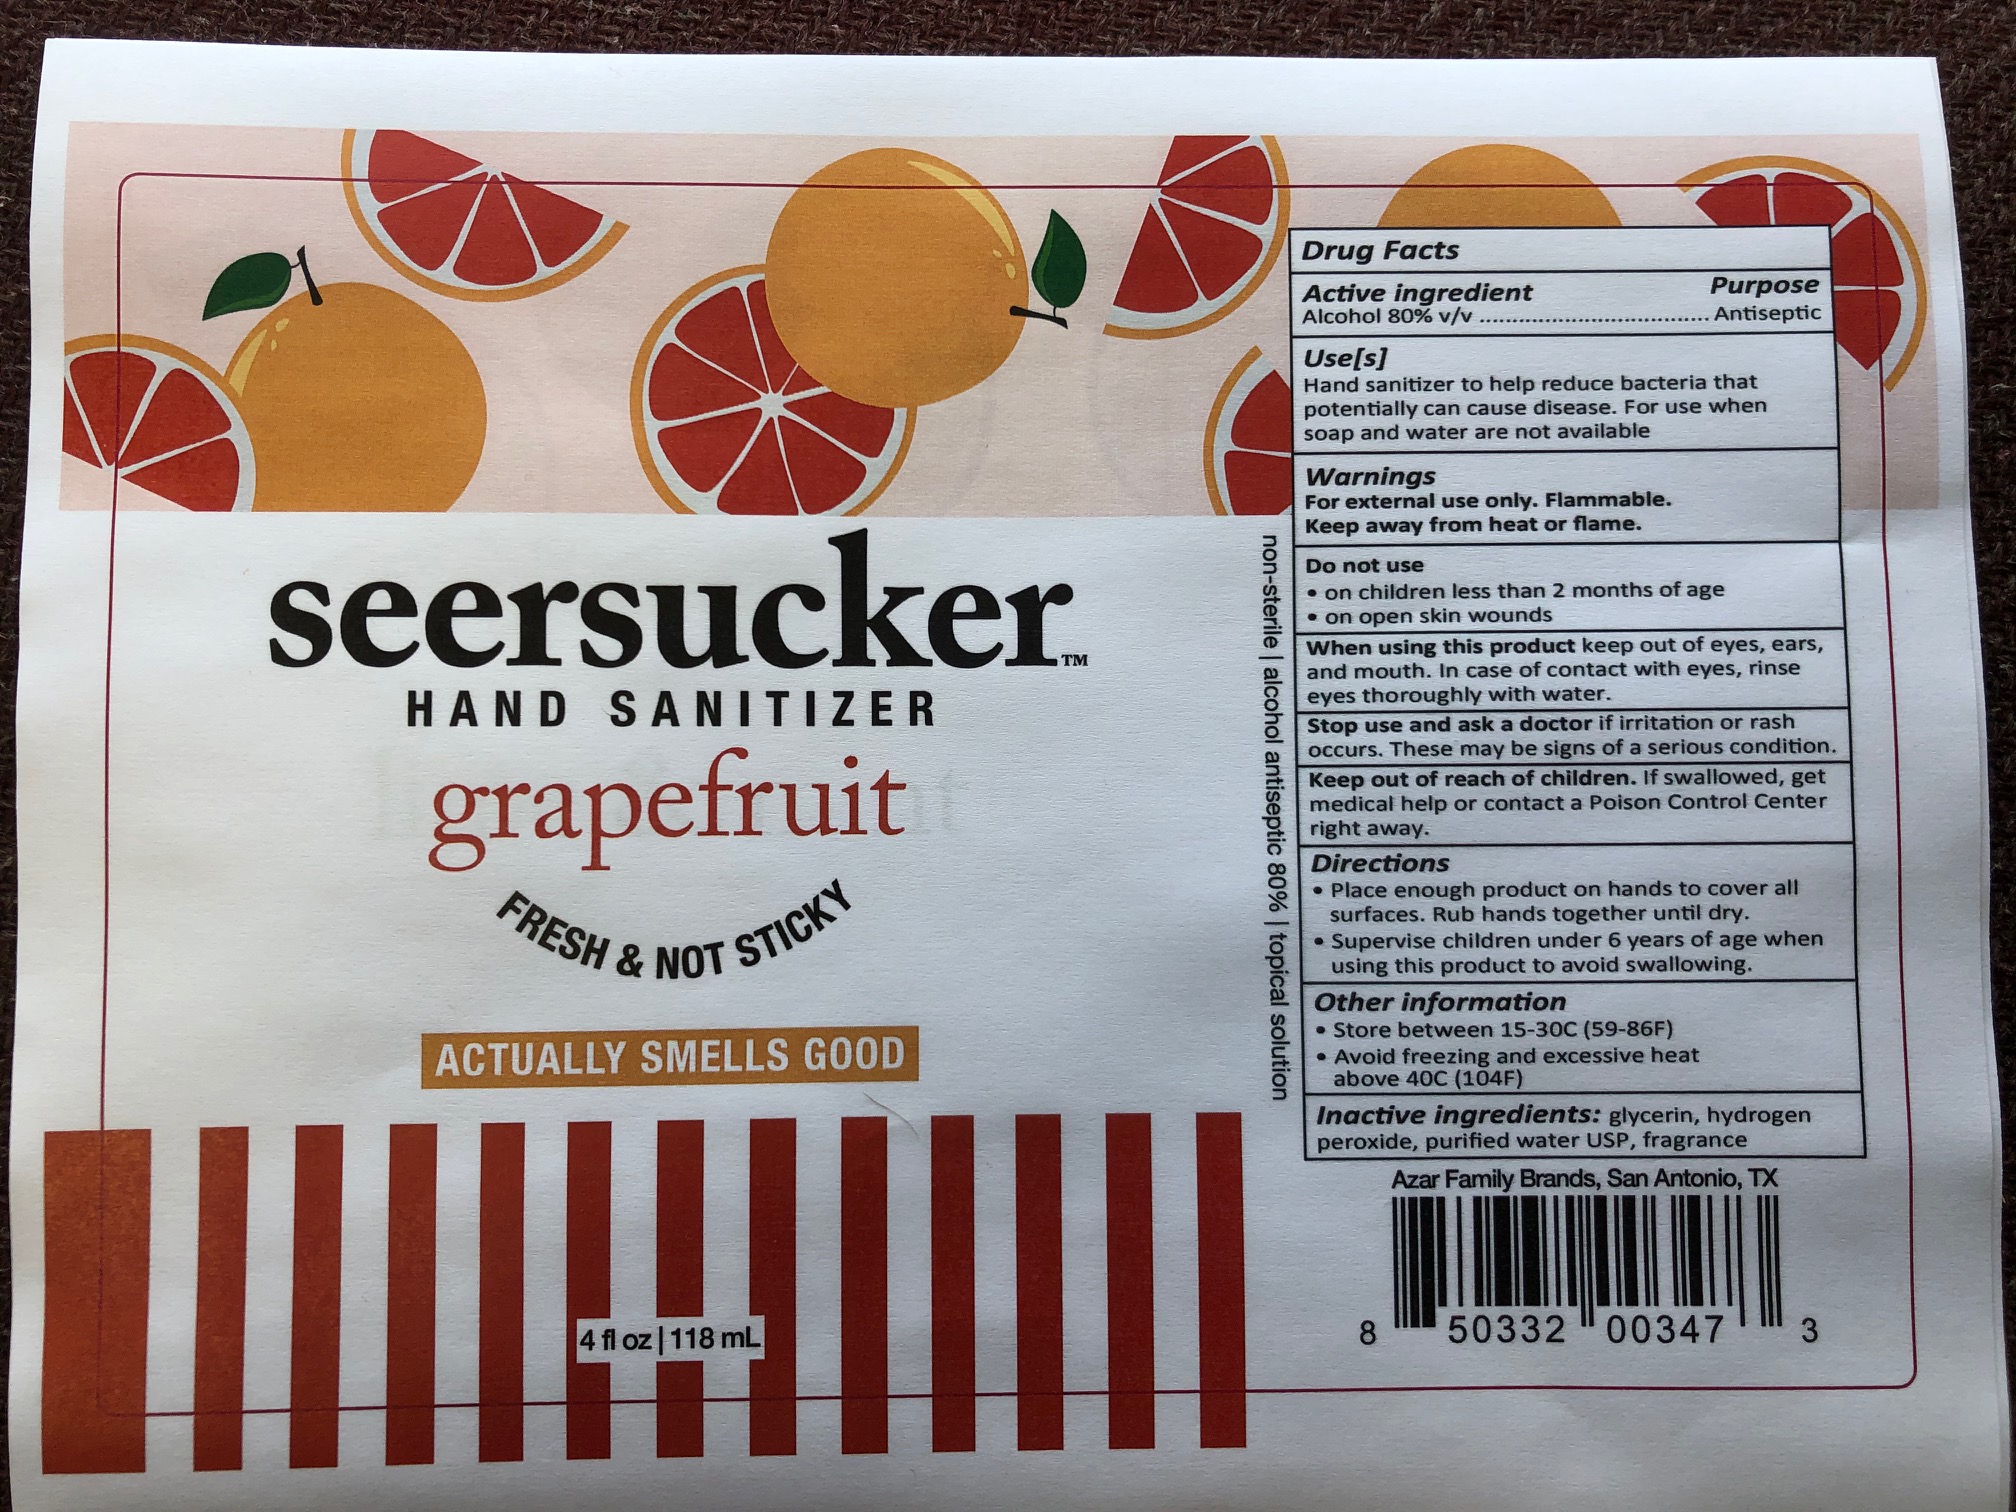 seersucker™
HAND SANITIZER
grapefruit
FRESH & NOT STICKY
ACTUALLY SMELLS GOOD
4 fl oz | 118 mL
non-sterile | alcohol antiseptic 80% | topical solution
Drug Facts
Active ingredient Purpose
Alcohol 80% v/v ................................... Antiseptic
Use[s]
Hand sanitizer to help reduce bacteria that
potentially can cause disease. For use when
soap and water are not available
Warnings
For external use only. Flammable.
Keep away from heat or flame.
Do not use
• on children less than 2 months of age
• on open skin wounds
When using this product keep out of eyes, ears,
and mouth. In case of contact with eyes, rinse
eyes thoroughly with water.
Stop use and ask a doctor if irritation or rash
occurs. These may be signs of a serious condition.
Keep out of reach of children. If swallowed, get
medical help or contact a Poison Control Center
right away.
Directions
• Place enough product on hands to cover all
surfaces. Rub hands together until dry.
• Supervise children under 6 years of age when
using this product to avoid swallowing.
Other information
• Store between 15-30C (59-86F)
• Avoid freezing and excessive heat
above 40C (104F)
Inactive ingredients: glycerin, hydrogen
peroxide, purified water USP, fragrance
Azar Family Brands, San Antonio, TX
8 50332 00347 3